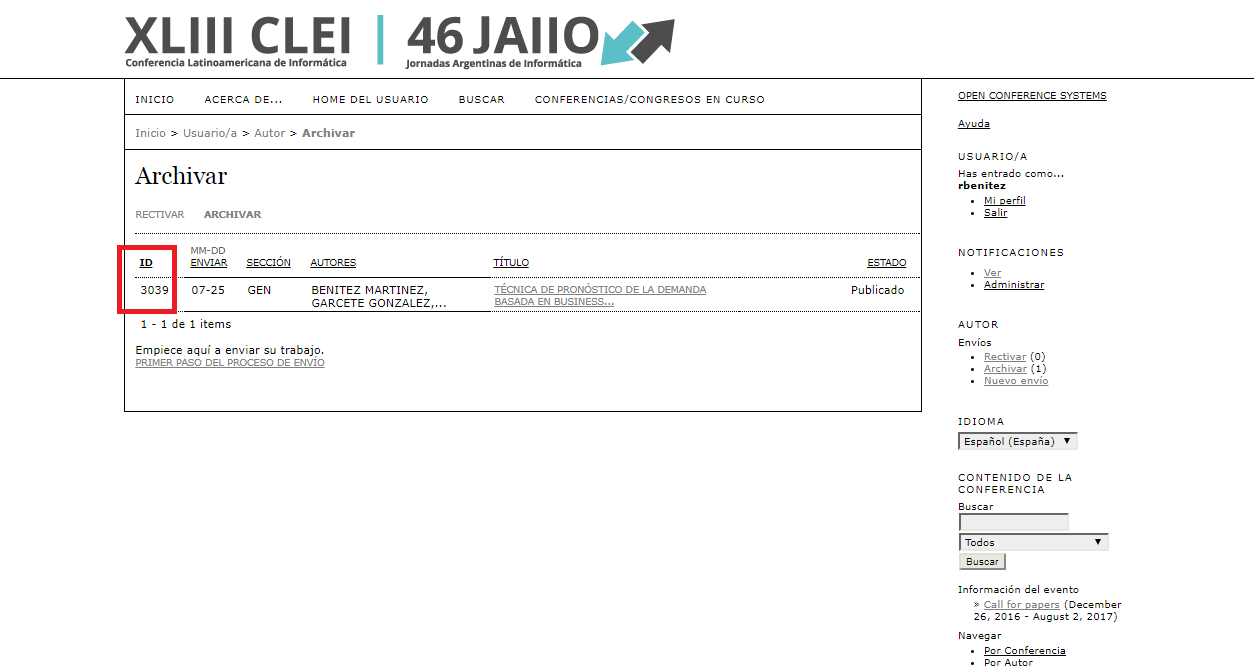 XLIII CLEI
Conferencia Latinoamericana de Informática
46 JAIIO
Jornadas Argentinas de Informática
INICIO ACERCA DE... HOME DEL USUARIO BUSCAR CONFERENCIAS/CONGRESOS EN CURSO
Inicio > Usuario/a > Autor > Archivar
Archivar
RECTIVAR ARCHIVAR
MM-DD
ID ENVIAR SECCIÓN AUTORES TÍTULO ESTADO
3039 07-25 GEN BENITEZ MARTINEZ, TÉCNICA DE PRONÓSTICO DE LA DEMANDA Publicado
GARCETE GONZALEZ,... BASADA EN BUSINESS...
1 - 1 de 1 items
Empiece aquí a enviar su trabajo.
PRIMER PASO DEL PROCESO DE ENVÍO
OPEN CONFERENCE SYSTEMS
Ayuda
USUARIO/A
Has entrado como...
rbenitez
Mi perfil
Salir
NOTIFICACIONES
Ver
Administrar
AUTOR
Envíos
Rectivar (0)
Archivar (1)
Nuevo envío
IDIOMA
Español (España)
CONTENIDO DE LA
CONFERENCIA
Buscar
Todos
Buscar
Información del evento
» Call for papers (December
26, 2016 - August 2, 2017)
Navegar
Por Conferencia
Por Autor